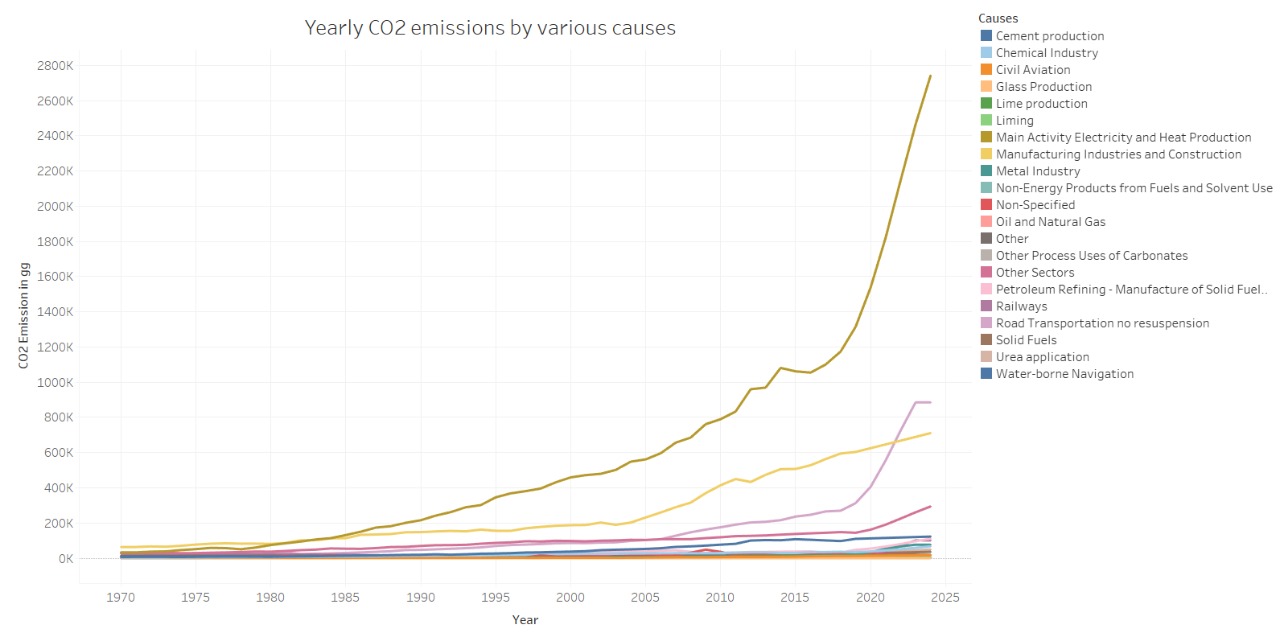 Yearly CO2 emissions by various causes
Causes
Cement production
Chemical Industry
Civil Aviation
Glass Production
Lime production
Liming
Main Activity Electricity and Heat Production
Manufacturing Industries and Construction
Metal Industry
Non-Energy Products from Fuels and Solvent Use
Non-Specified
Oil and Natural Gas
Other
Other Process Uses of Carbonates
Other Sectors
Petroleum Refining - Manufacture of Solid Fuel..
Railways
Road Transportation no resuspension
Solid Fuels
Urea application
Water-borne Navigation
CO2 Emission in gg
2800K
2600K
2400K
2200K
2000K
1800K
1600K
1400K
1200K
1000K
800K
600K
400K
200K
0K
1970 1975 1980 1985 1990 1995 2000 2005 2010 2015 2020 2025
Year